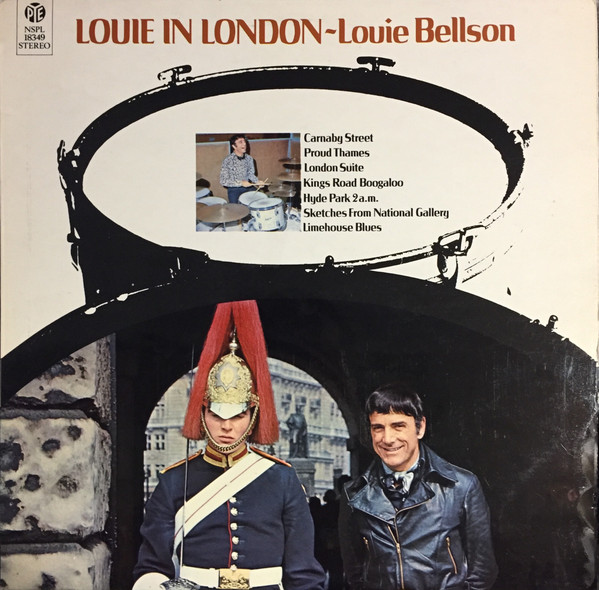 PYE
NSPL
18349
STEREO
LOUIE IN LONDON~Louie Bellson
Carnaby Street
Proud Thames
London Suite
Kings Road Boogaloo
Hyde Park 2a.m.
Sketches From National Gallery
Limehouse Blues